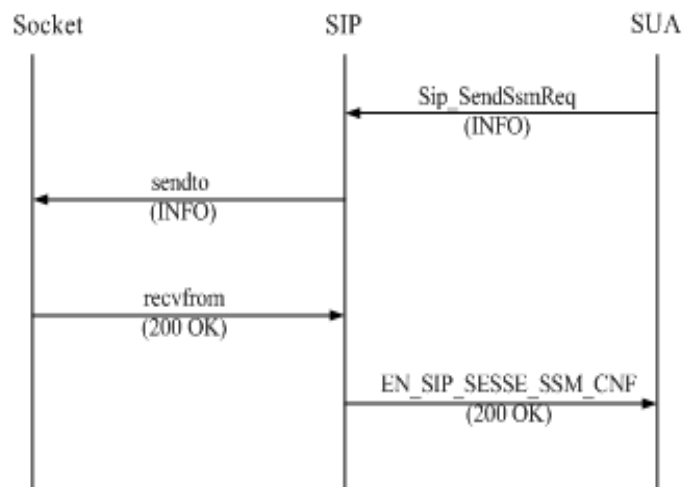 Socket SIP SUA
Sip_SendSsmReq
(INFO)
sendto
(INFO)
recvfrom
(200 OK)
EN_SIP_SESSE_SSM_CNF
(200 OK)